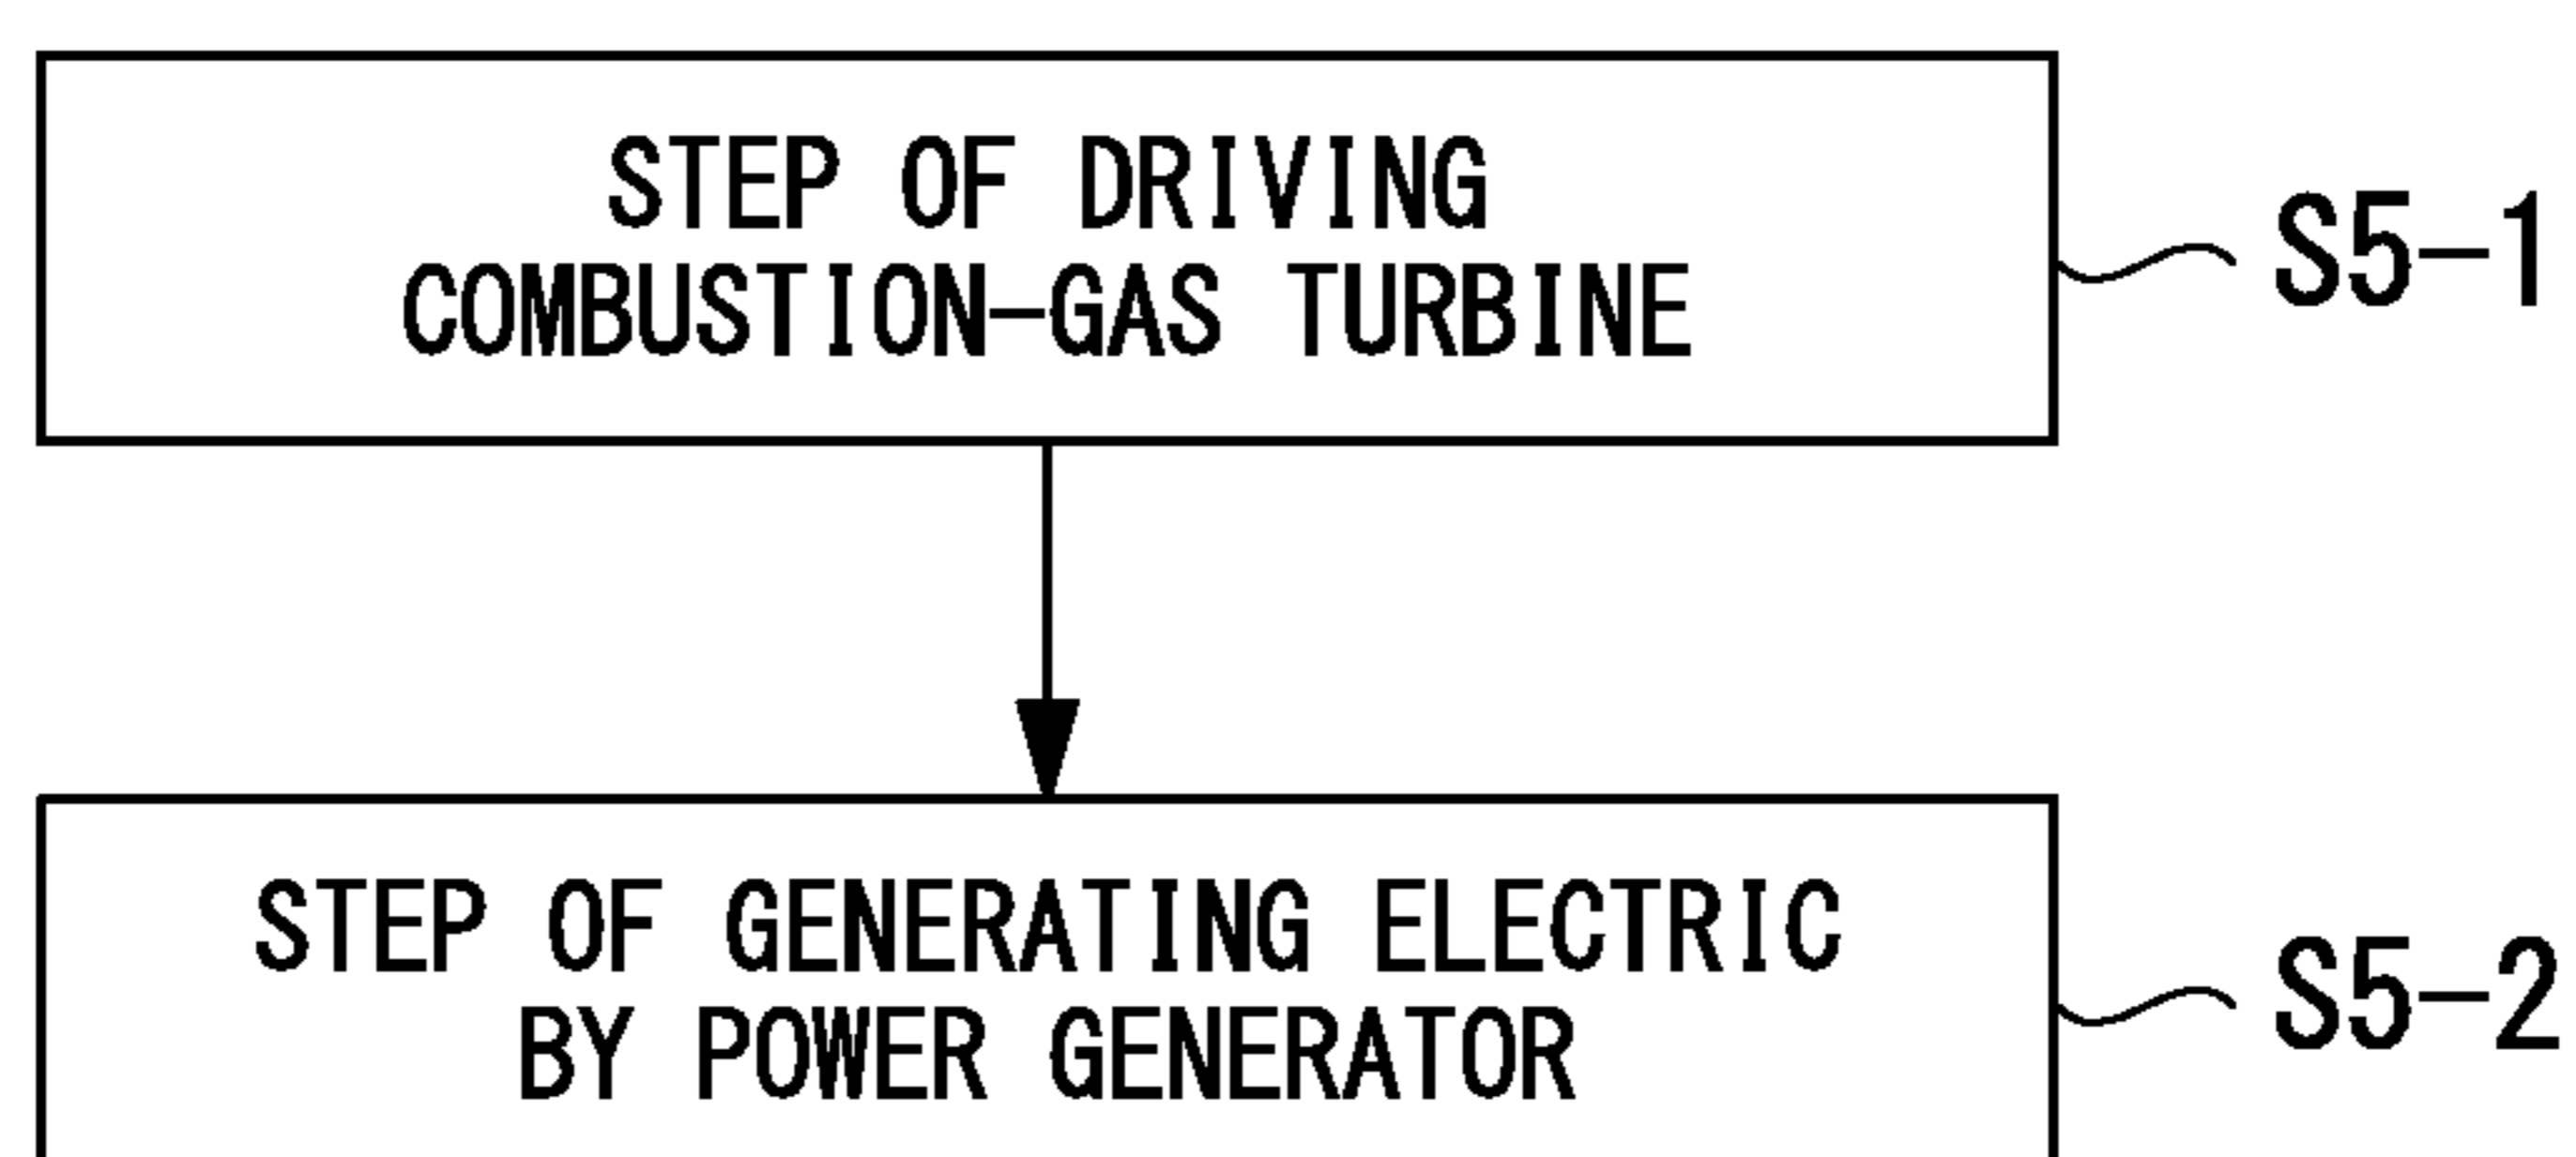 STEP OF DRIVING
COMBUSTION-GAS TURBINE
S5-1
STEP OF GENERATING ELECTRIC
BY POWER GENERATOR
S5-2